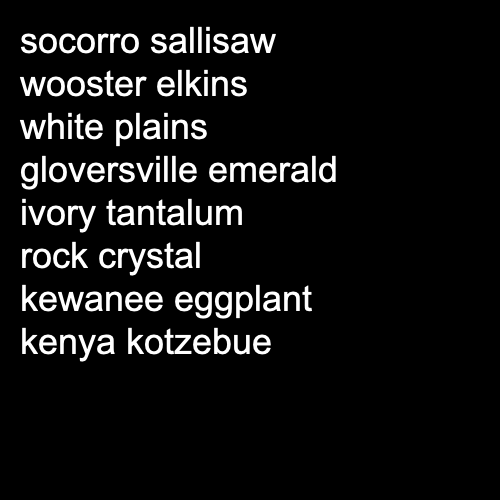 socorro sallisaw
wooster elkins
white plains
gloversville emerald
ivory tantalum
rock crystal
kewanee eggplant
kenya kotzebue